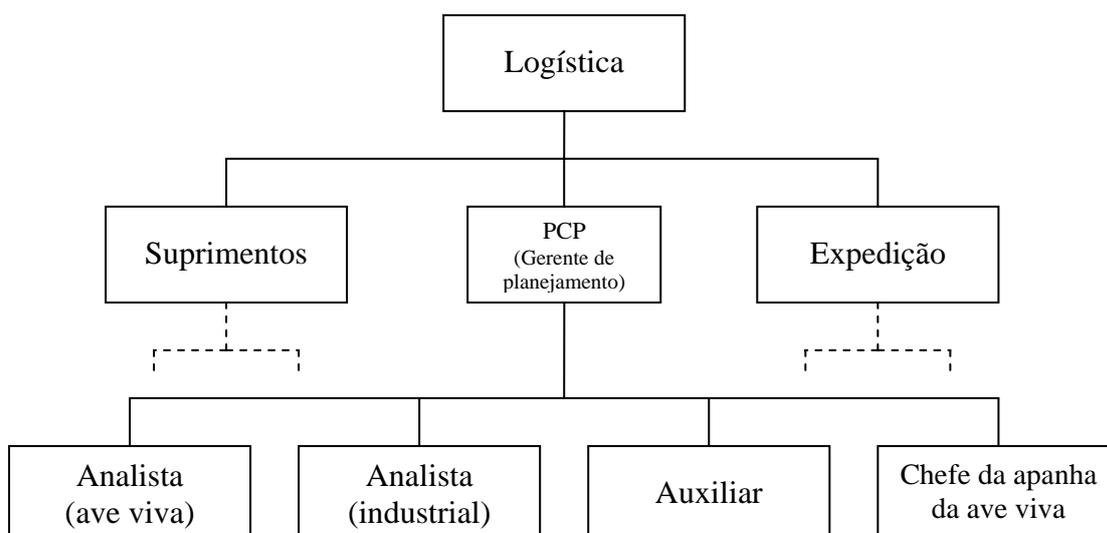 Logística
Suprimentos
PCP
(Gerente de
planejamento)
Expedição
Analista
(ave viva)
Analista
(industrial)
Auxiliar
Chefe da apanha
da ave viva